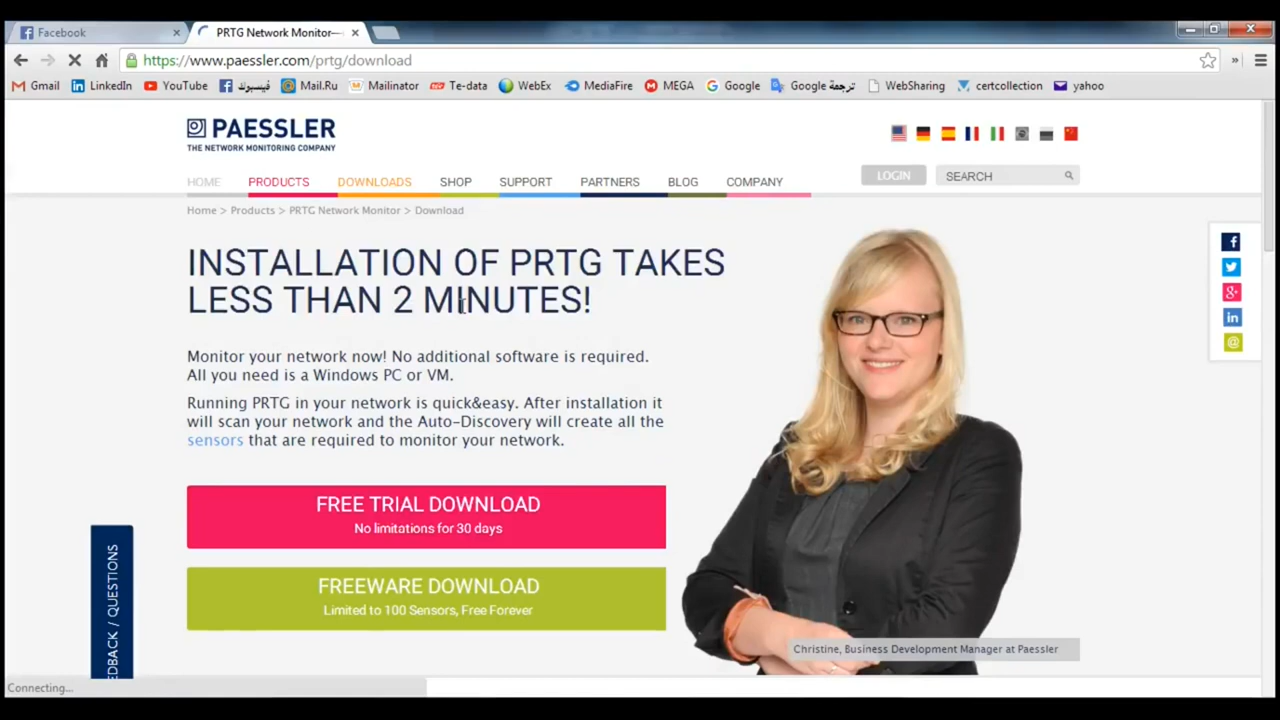 Facebook
PRTG Network Monitor—
https://www.paessler.com/prtg/download
Gmail LinkedIn YouTube فيسبوك Mail.Ru Mailinator Te-data WebEx MediaFire MEGA Google Google ترجمة WebSharing certcollection yahoo
PAESSLER
THE NETWORK MONITORING COMPANY
LOGIN SEARCH
HOME PRODUCTS DOWNLOADS SHOP SUPPORT PARTNERS BLOG COMPANY
Home > Products > PRTG Network Monitor > Download
INSTALLATION OF PRTG TAKES
LESS THAN 2 MINUTES!
Monitor your network now! No additional software is required.
All you need is a Windows PC or VM.
Running PRTG in your network is quick&easy. After installation it
will scan your network and the Auto-Discovery will create all the
sensors that are required to monitor your network.
FREE TRIAL DOWNLOAD
No limitations for 30 days
FREEWARE DOWNLOAD
Limited to 100 Sensors, Free Forever
EDBACK / QUESTIONS
Christine, Business Development Manager at Paessler
Connecting...